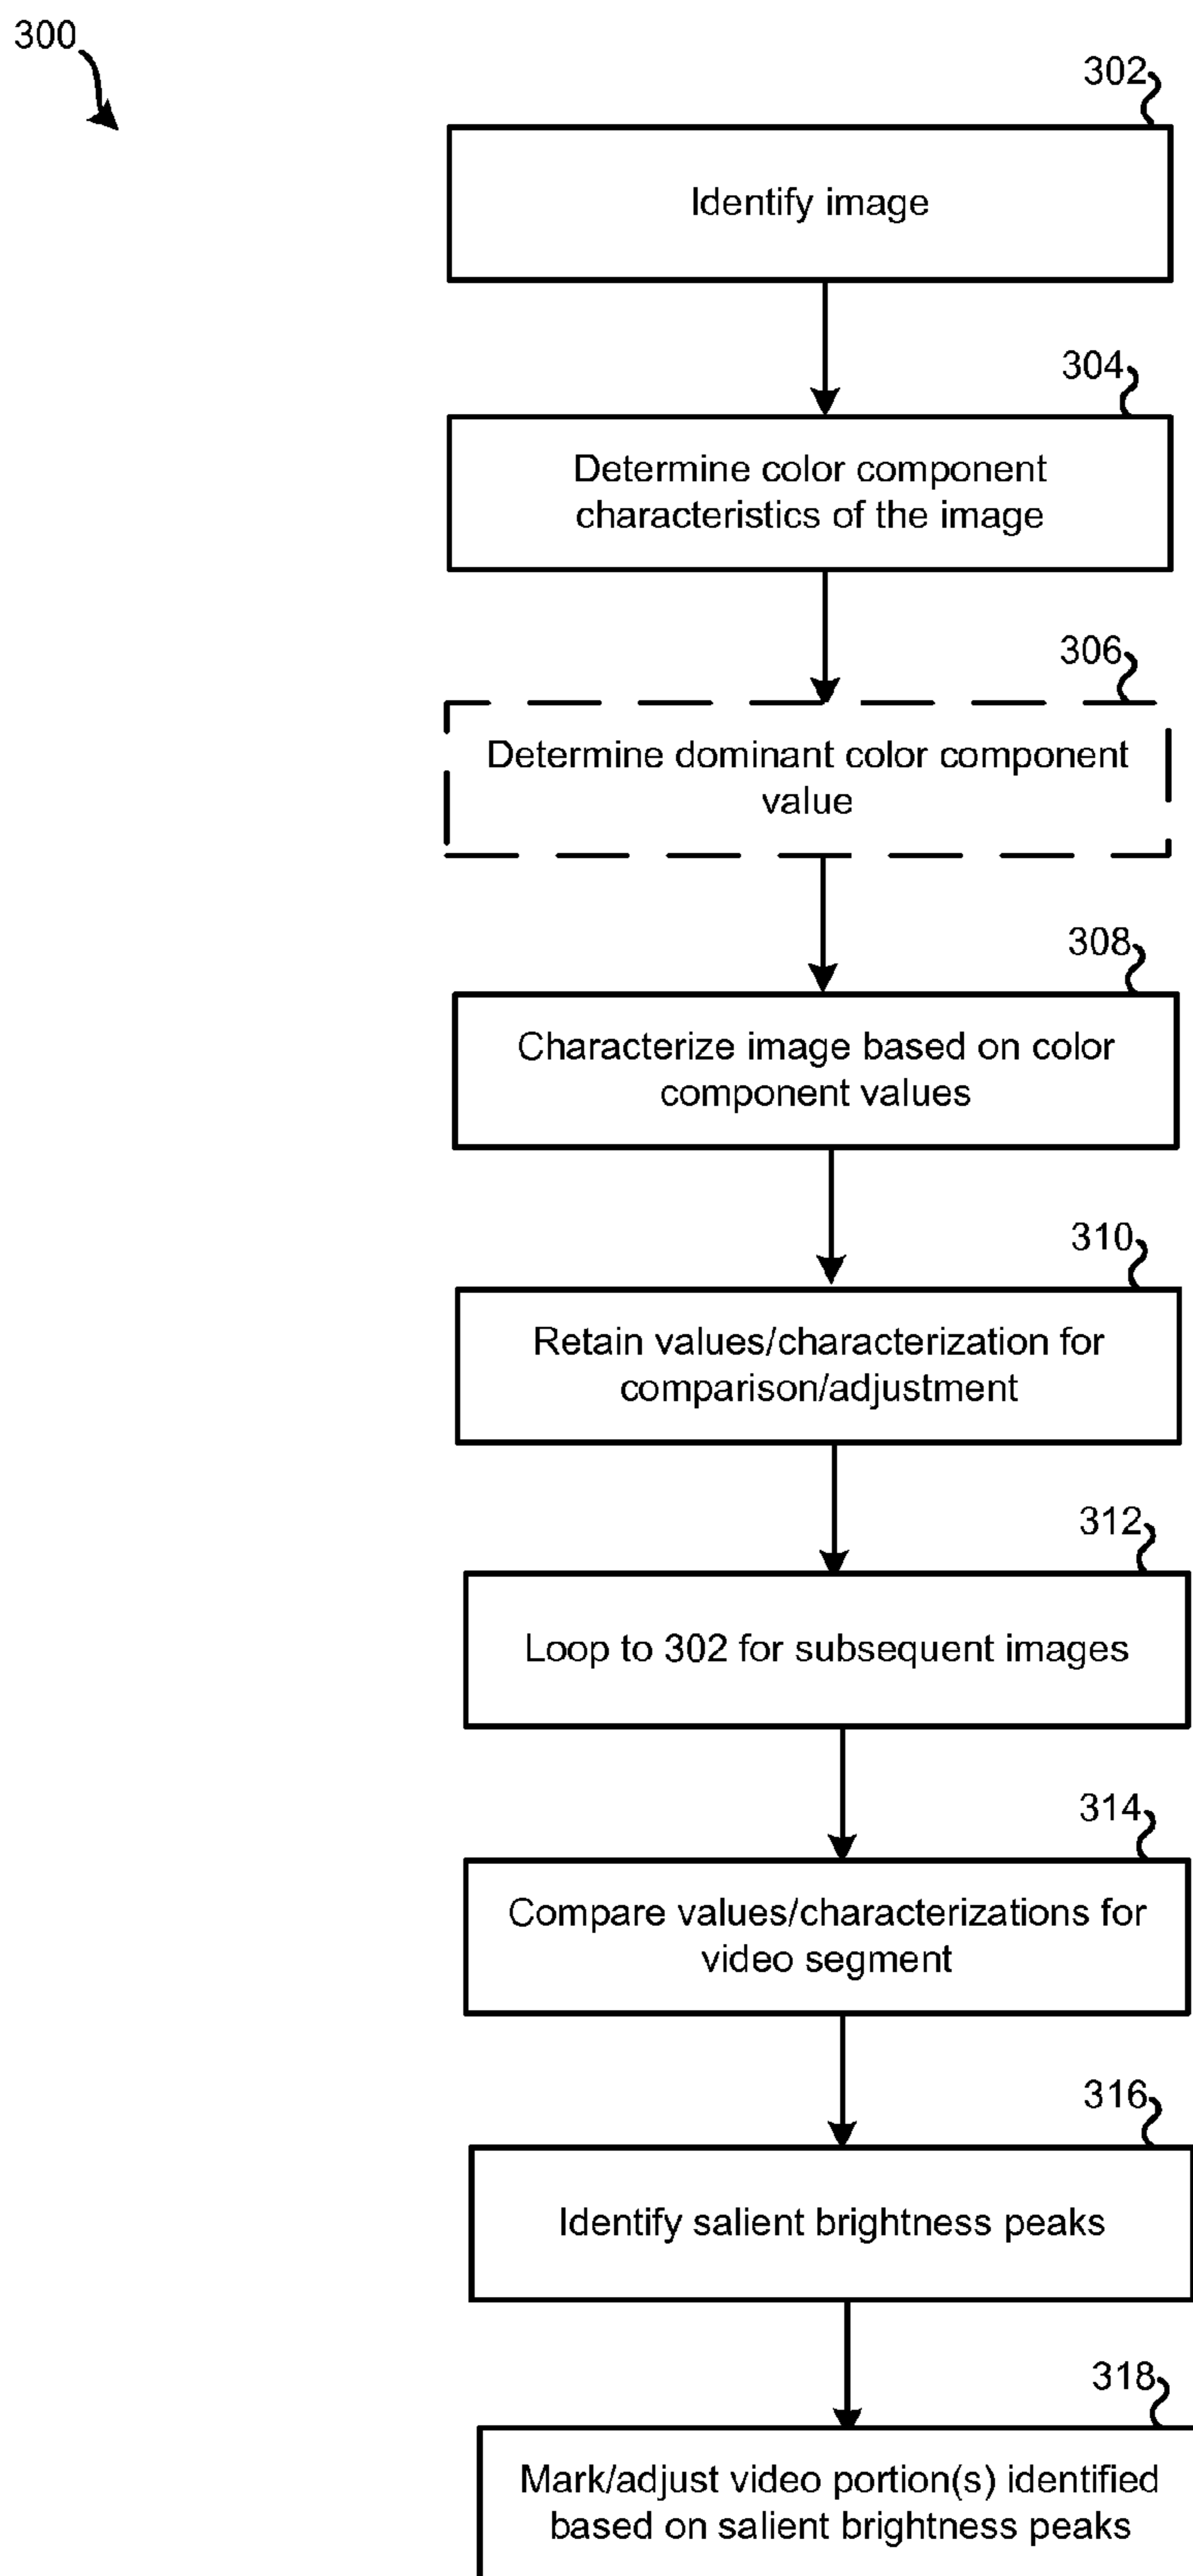 300
302
Identify image
304
Determine color component
characteristics of the image
306
Determine dominant color component
value
308
Characterize image based on color
component values
310
Retain values/characterization for
comparison/adjustment
312
Loop to 302 for subsequent images
314
Compare values/characterizations for
video segment
316
Identify salient brightness peaks
318
Mark/adjust video portion(s) identified
based on salient brightness peaks